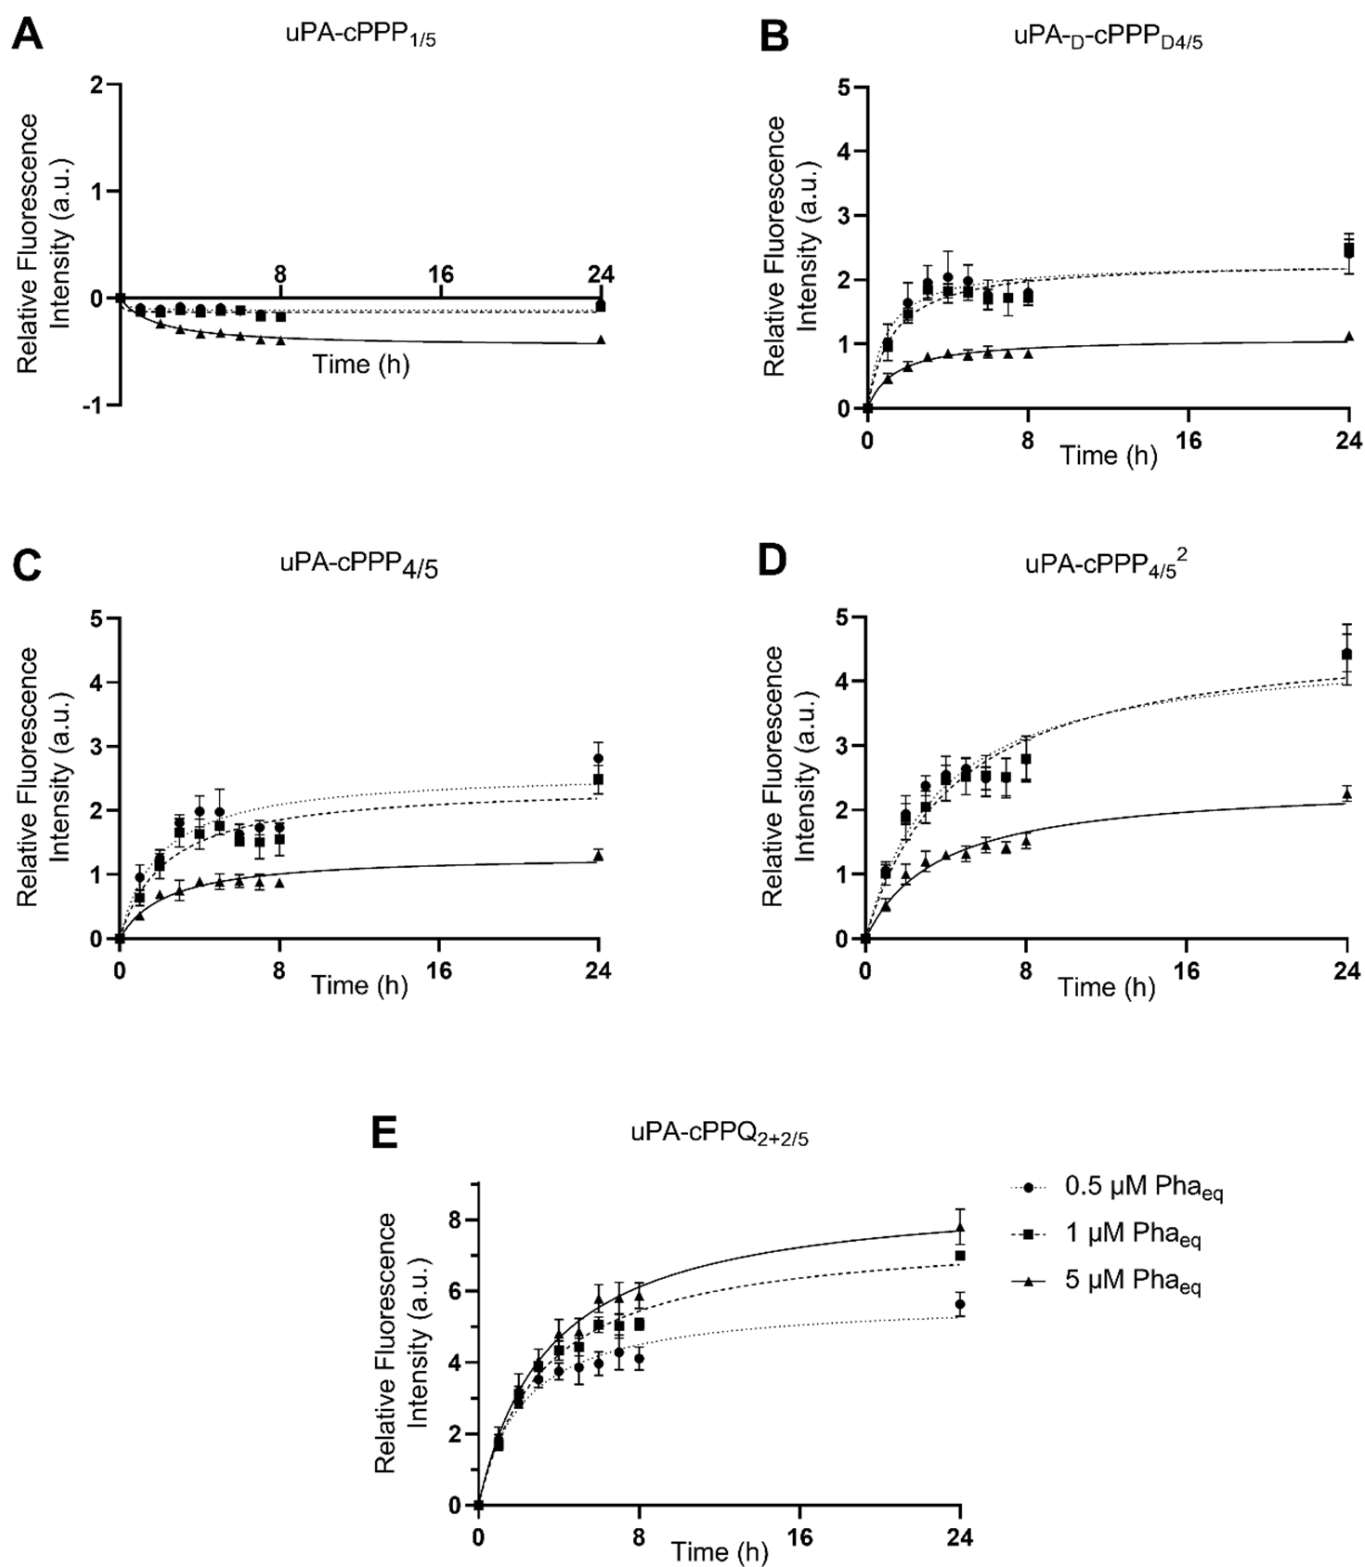 A
uPA-cPPP1/5
Relative Fluorescence
Intensity (a.u.)
2
1
0
-1
8
16
24
Time (h)
B
uPA-D-cPPPD4/5
Relative Fluorescence
Intensity (a.u.)
5
4
3
2
1
0
0
8
16
24
Time (h)
C
uPA-cPPP4/5
Relative Fluorescence
Intensity (a.u.)
5
4
3
2
1
0
0
8
16
24
Time (h)
D
uPA-cPPP4/5²
Relative Fluorescence
Intensity (a.u.)
5
4
3
2
1
0
0
8
16
24
Time (h)
E
uPA-cPPQ2+2/5
Relative Fluorescence
Intensity (a.u.)
8
6
4
2
0
0
8
16
24
Time (h)
0.5 µM Phaeq
1 µM Phaeq
5 µM Phaeq